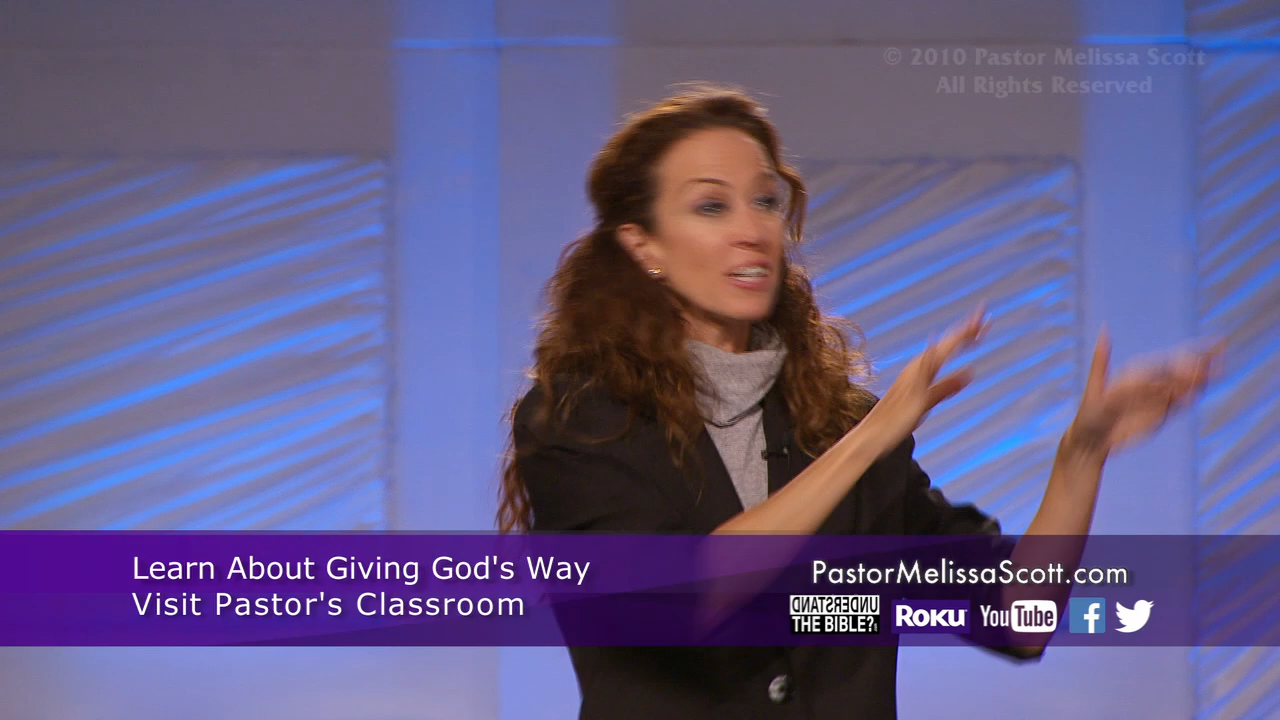 © 2010 Pastor Melissa Scott
All Rights Reserved
Learn About Giving God's Way
Visit Pastor's Classroom
PastorMelissaScott.com
UNDERSTAND
THE BIBLE?
ROKU
YouTube
f